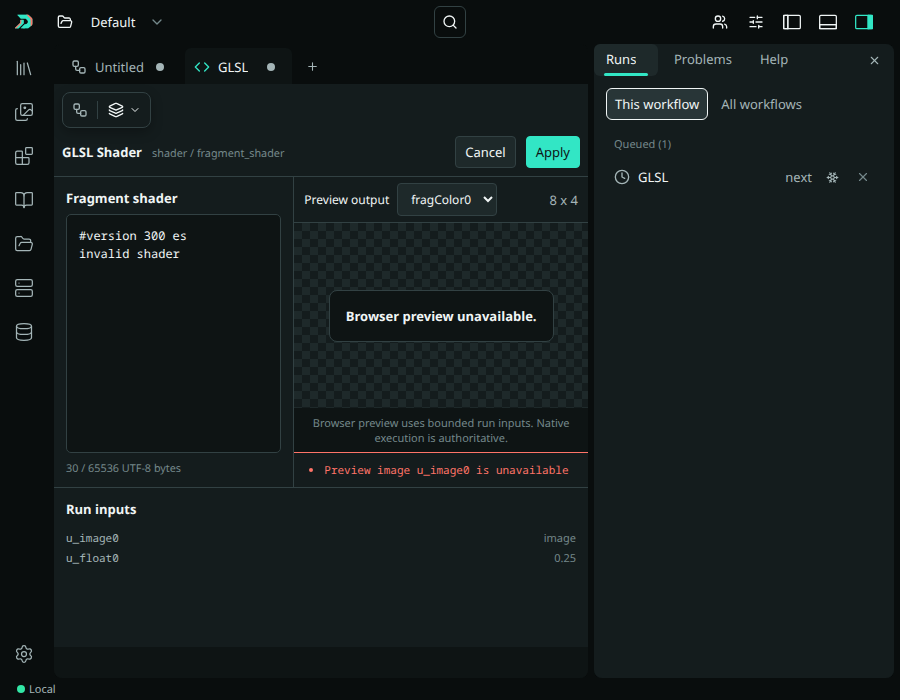 Default
Untitled
GLSL
GLSL Shader
shader / fragment_shader
Cancel
Apply
Fragment shader
#version 300 es
invalid shader
30 / 65536 UTF-8 bytes
Preview output
fragColor0
8 x 4
Browser preview unavailable.
Browser preview uses bounded run inputs. Native
execution is authoritative.
Preview image u_image0 is unavailable
Run inputs
u_image0
image
u_float0
0.25
Runs
Problems
Help
This workflow
All workflows
Queued (1)
GLSL
next
Local